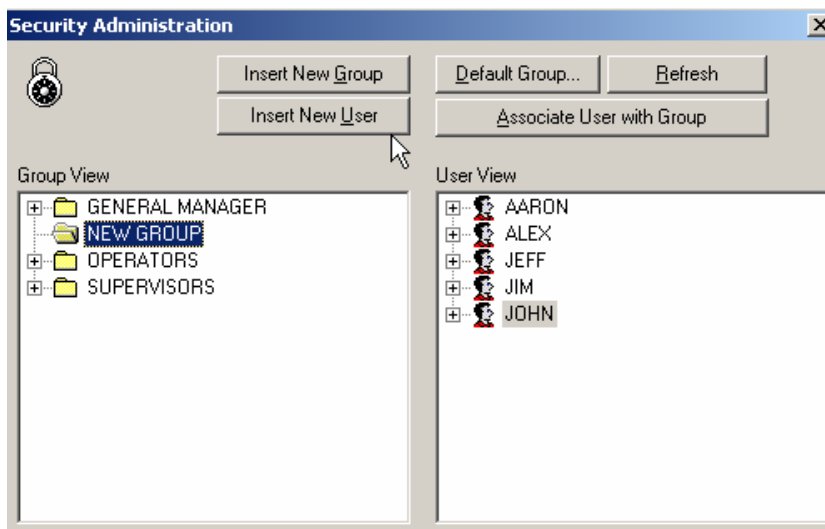 Security Administration
Insert New Group
Default Group...
Refresh
Insert New User
Associate User with Group
Group View
User View
GENERAL MANAGER
NEW GROUP
OPERATORS
SUPERVISORS
AARON
ALEX
JEFF
JIM
JOHN